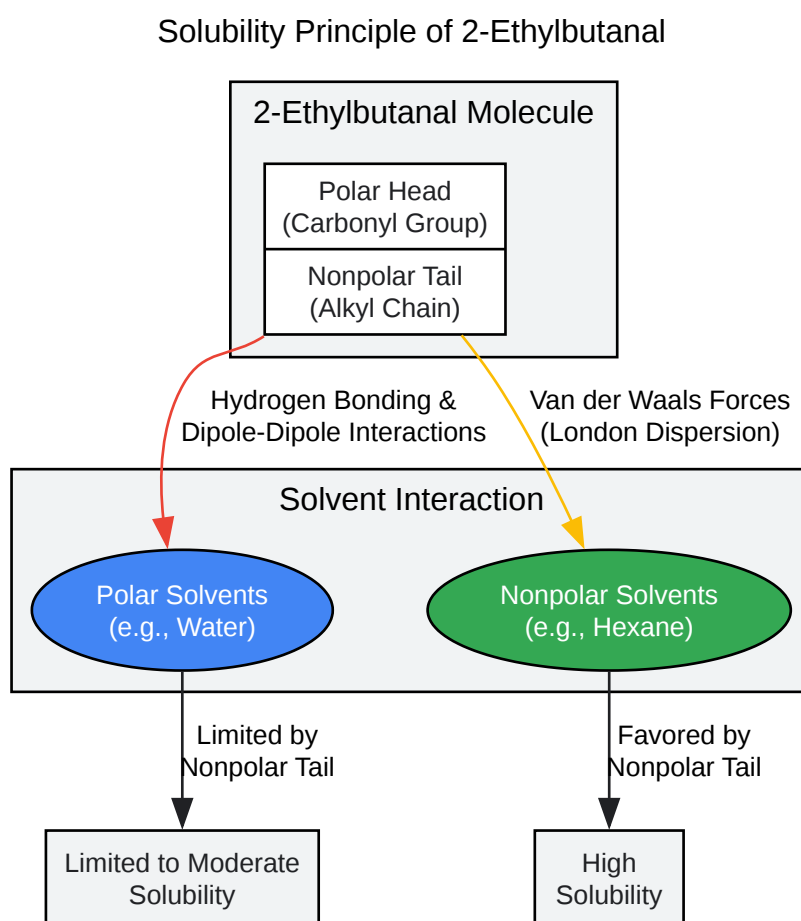 Solubility Principle of 2-Ethylbutanal
2-Ethylbutanal Molecule
Polar Head
(Carbonyl Group)
Nonpolar Tail
(Alkyl Chain)
Hydrogen Bonding &
Dipole-Dipole Interactions
Van der Waals Forces
(London Dispersion)
Solvent Interaction
Polar Solvents
(e.g., Water)
Nonpolar Solvents
(e.g., Hexane)
Limited by
Nonpolar Tail
Favored by
Nonpolar Tail
Limited to Moderate
Solubility
High
Solubility